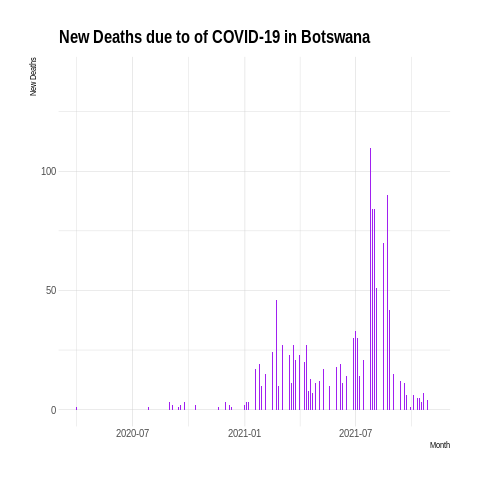 New Deaths due to of COVID-19 in Botswana
New Deaths
100
50
0
2020-07
2021-01
2021-07
Month